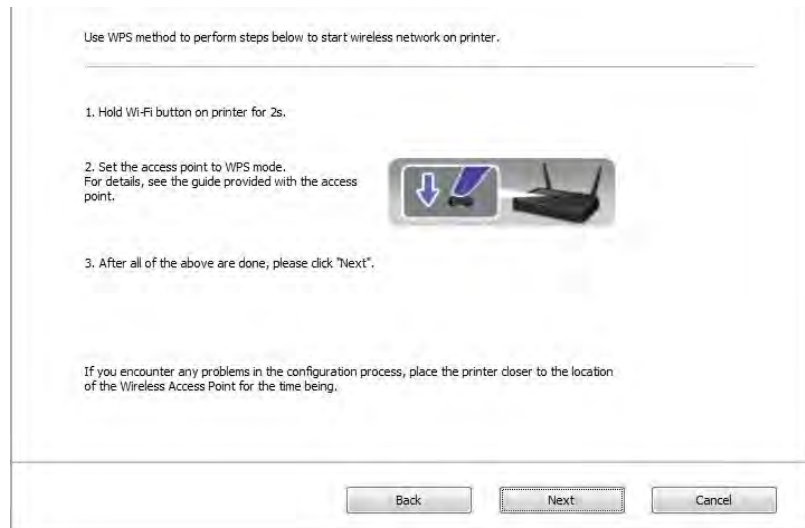 Use WPS method to perform steps below to start wireless network on printer.
1. Hold Wi-Fi button on printer for 2s.
2. Set the access point to WPS mode.
For details, see the guide provided with the access
point.
3. After all of the above are done, please click "Next".
If you encounter any problems in the configuration process, place the printer closer to the location
of the Wireless Access Point for the time being.
Back
Next
Cancel